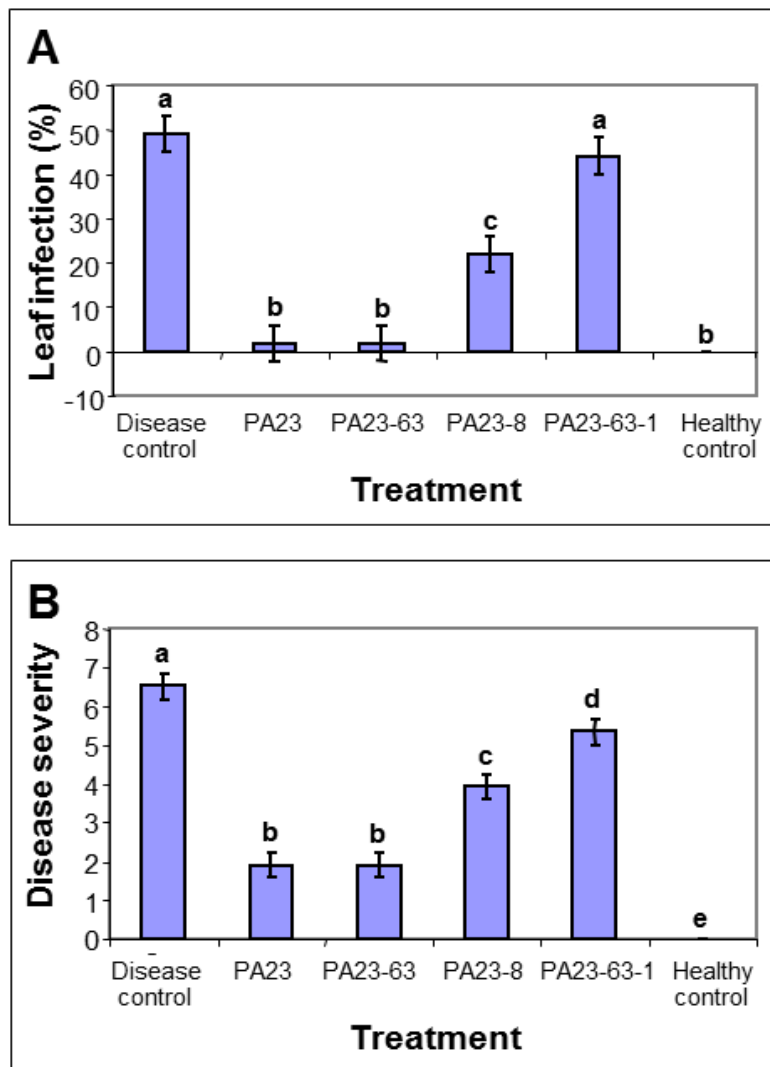 A
Leaf infection (%)
60
50
40
30
20
10
0
-10
a
b
b
c
a
b
Disease control
PA23
PA23-63
PA23-8
PA23-63-1
Healthy control
Treatment
B
Disease severity
8
7
6
5
4
3
2
1
0
a
b
b
c
d
e
Disease control
PA23
PA23-63
PA23-8
PA23-63-1
Healthy control
Treatment